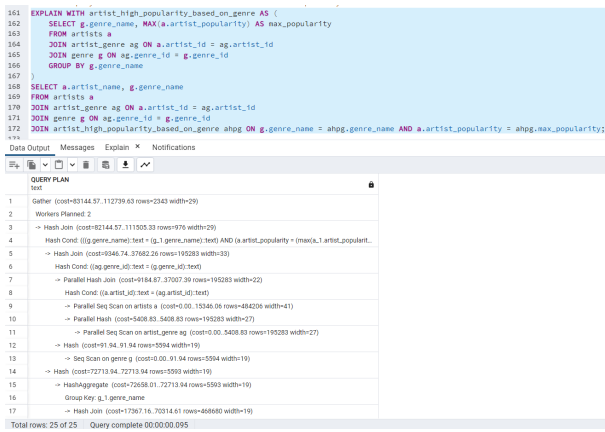 161 EXPLAIN WITH artist_high_popularity_based_on_genre AS (
162 SELECT g.genre_name, MAX(a.artist_popularity) AS max_popularity
163 FROM artists a
164 JOIN artist_genre ag ON a.artist_id = ag.artist_id
165 JOIN genre g ON ag.genre_id = g.genre_id
166 GROUP BY g.genre_name
167 )
168 SELECT a.artist_name, g.genre_name
169 FROM artists a
170 JOIN artist_genre ag ON a.artist_id = ag.artist_id
171 JOIN genre g ON ag.genre_id = g.genre_id
172 JOIN artist_high_popularity_based_on_genre ahpg ON g.genre_name = ahpg.genre_name AND a.artist_popularity = ahpg.max_popularity;
173
Data Output Messages Explain × Notifications
QUERY PLAN
text
1 Gather (cost=83144.57..112739.63 rows=2343 width=29)
2 Workers Planned: 2
3 -> Hash Join (cost=82144.57..111505.33 rows=976 width=29)
4 Hash Cond: (((g.genre_name)::text = (g_1.genre_name)::text) AND (a.artist_popularity = (max(a_1.artist_popularit...
5 -> Hash Join (cost=9346.74..37682.26 rows=195283 width=33)
6 Hash Cond: ((ag.genre_id)::text = (g.genre_id)::text)
7 -> Parallel Hash Join (cost=9184.87..37007.39 rows=195283 width=22)
8 Hash Cond: ((a.artist_id)::text = (ag.artist_id)::text)
9 -> Parallel Seq Scan on artists a (cost=0.00..15346.06 rows=484206 width=41)
10 -> Parallel Hash (cost=5408.83..5408.83 rows=195283 width=27)
11 -> Parallel Seq Scan on artist_genre ag (cost=0.00..5408.83 rows=195283 width=27)
12 -> Hash (cost=91.94..91.94 rows=5594 width=19)
13 -> Seq Scan on genre g (cost=0.00..91.94 rows=5594 width=19)
14 -> Hash (cost=72713.94..72713.94 rows=5593 width=19)
15 -> HashAggregate (cost=72658.01..72713.94 rows=5593 width=19)
16 Group Key: g_1.genre_name
17 -> Hash Join (cost=17367.16..70314.61 rows=468680 width=19)
Total rows: 25 of 25 Query complete 00:00:00.095